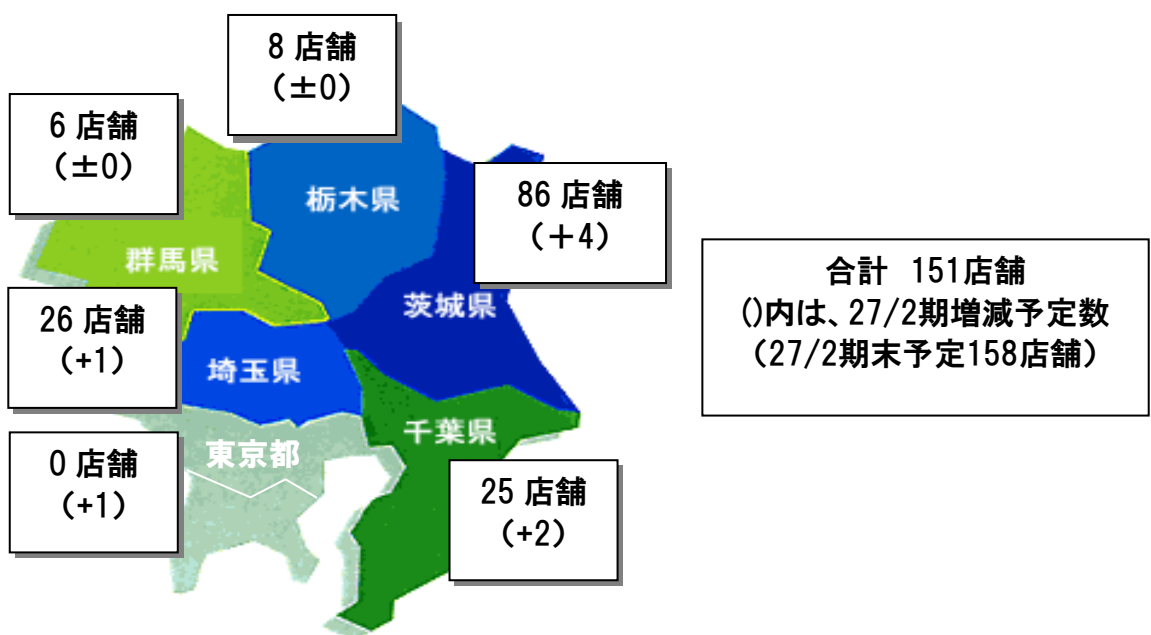 8 店舗
（±0）
6 店舗
（±0）
栃木県
86 店舗
（＋4）
群馬県
合計　151店舗
()内は、27/2期増減予定数
（27/2期末予定158店舗）
26 店舗
(+1)
茨城県
埼玉県
千葉県
0 店舗
(+1)
東京都
25 店舗
(+2)